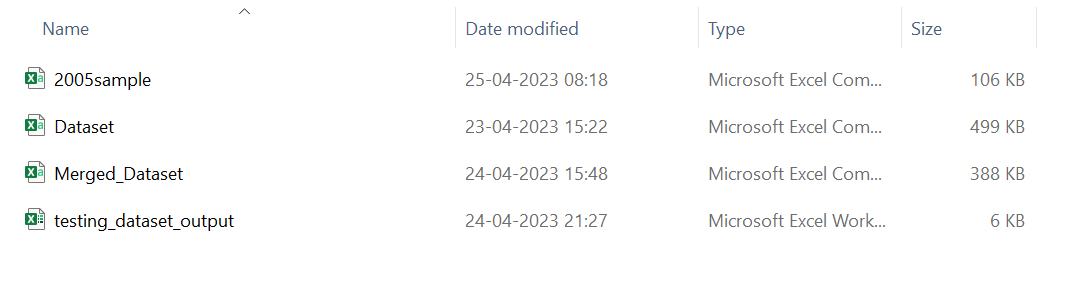 Name Date modified Type Size
2005sample 25-04-2023 08:18 Microsoft Excel Com... 106 KB
Dataset 23-04-2023 15:22 Microsoft Excel Com... 499 KB
Merged_Dataset 24-04-2023 15:48 Microsoft Excel Com... 388 KB
testing_dataset_output 24-04-2023 21:27 Microsoft Excel Work... 6 KB